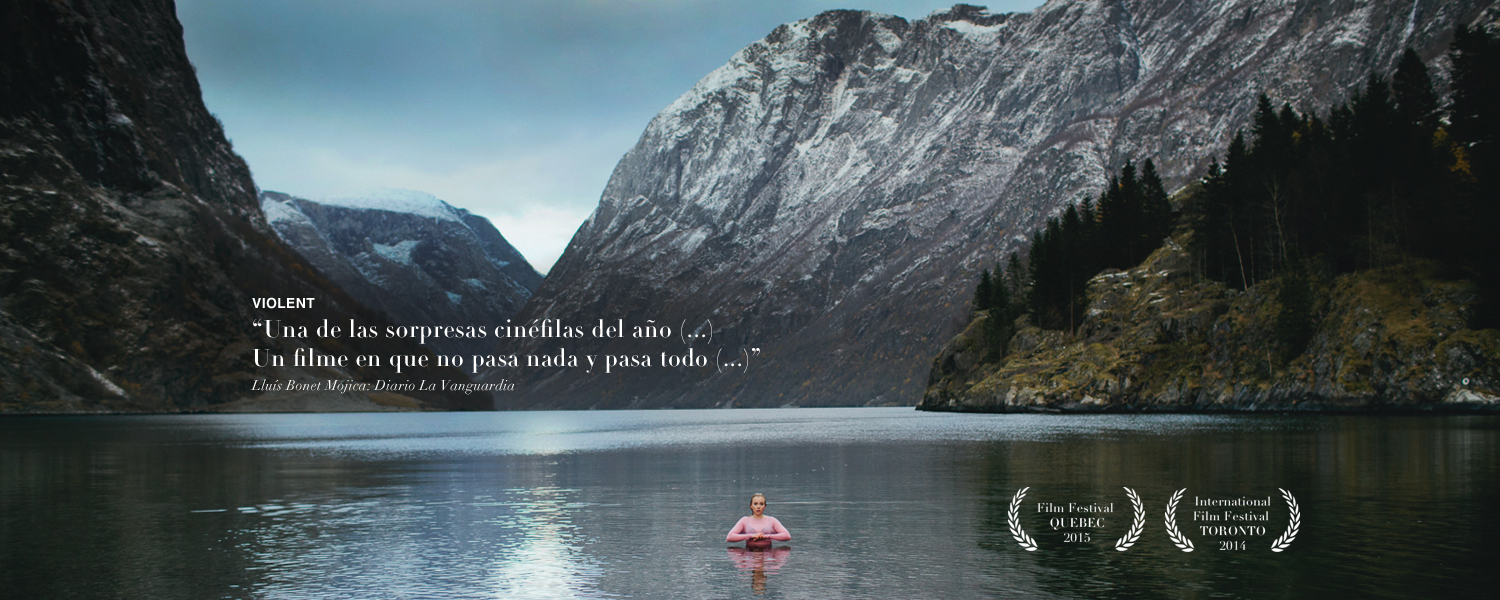 VIOLENT
“Una de las sorpresas cinéfilas del año (...)
Un filme en que no pasa nada y pasa todo (...)”
Lluís Bonet Mojica: Diario La Vanguardia
Film Festival
QUEBEC
2015
International
Film Festival
TORONTO
2014